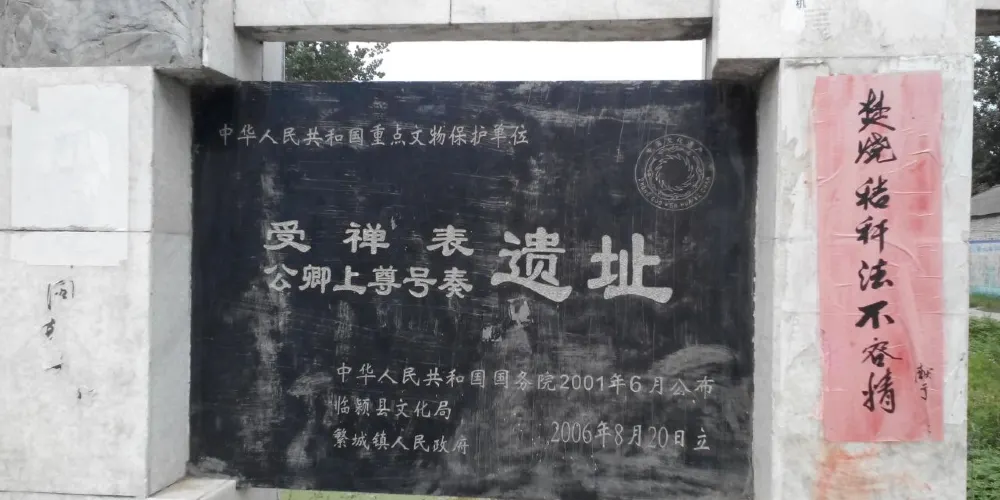 中华人民共和国重点文物保护单位
受禅表
公卿上尊号奏
遗址
中华人民共和国国务院2001年6月公布
临颍县文化局
繁城镇人民政府
2006年8月20日立
焚烧秸秆法不容情
机